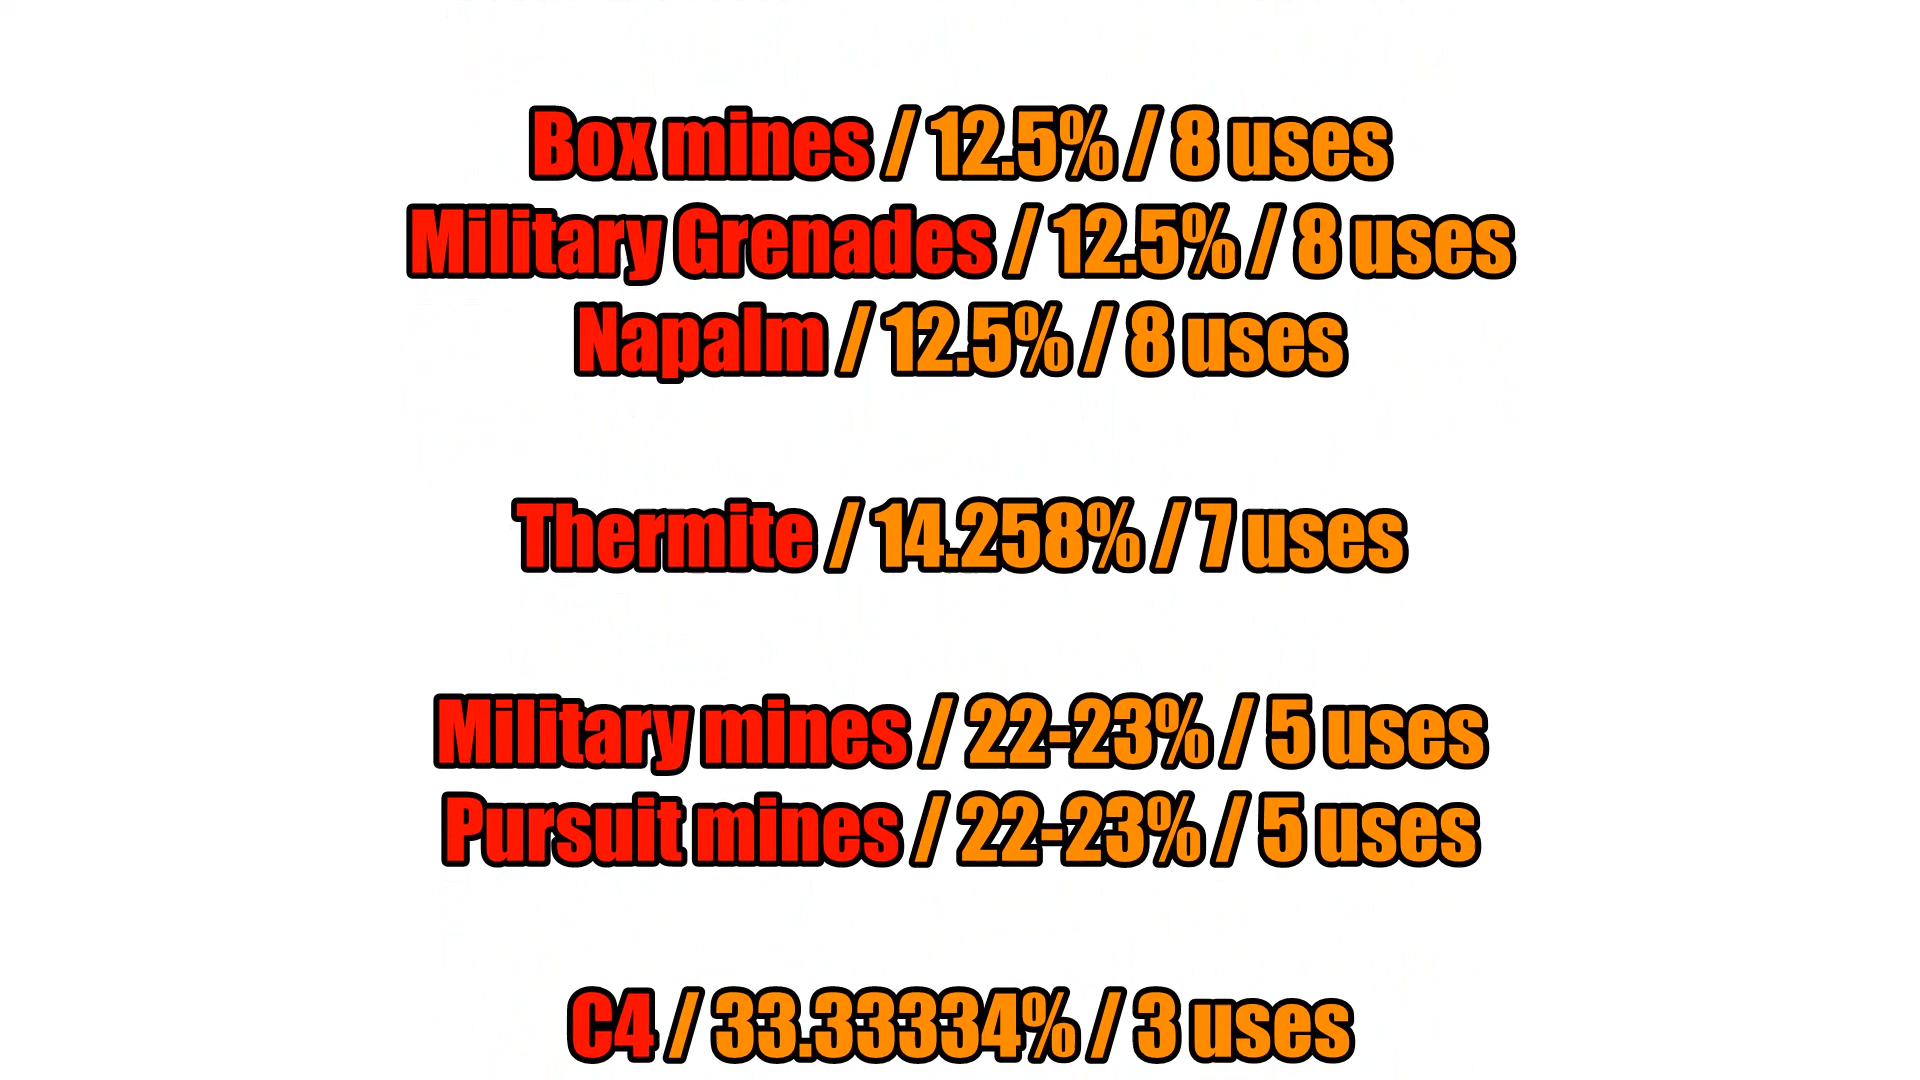 Box mines / 12.5% / 8 uses
Military Grenades / 12.5% / 8 uses
Napalm / 12.5% / 8 uses
Thermite / 14.258% / 7 uses
Military mines / 22-23% / 5 uses
Pursuit mines / 22-23% / 5 uses
C4 / 33.33334% / 3 uses